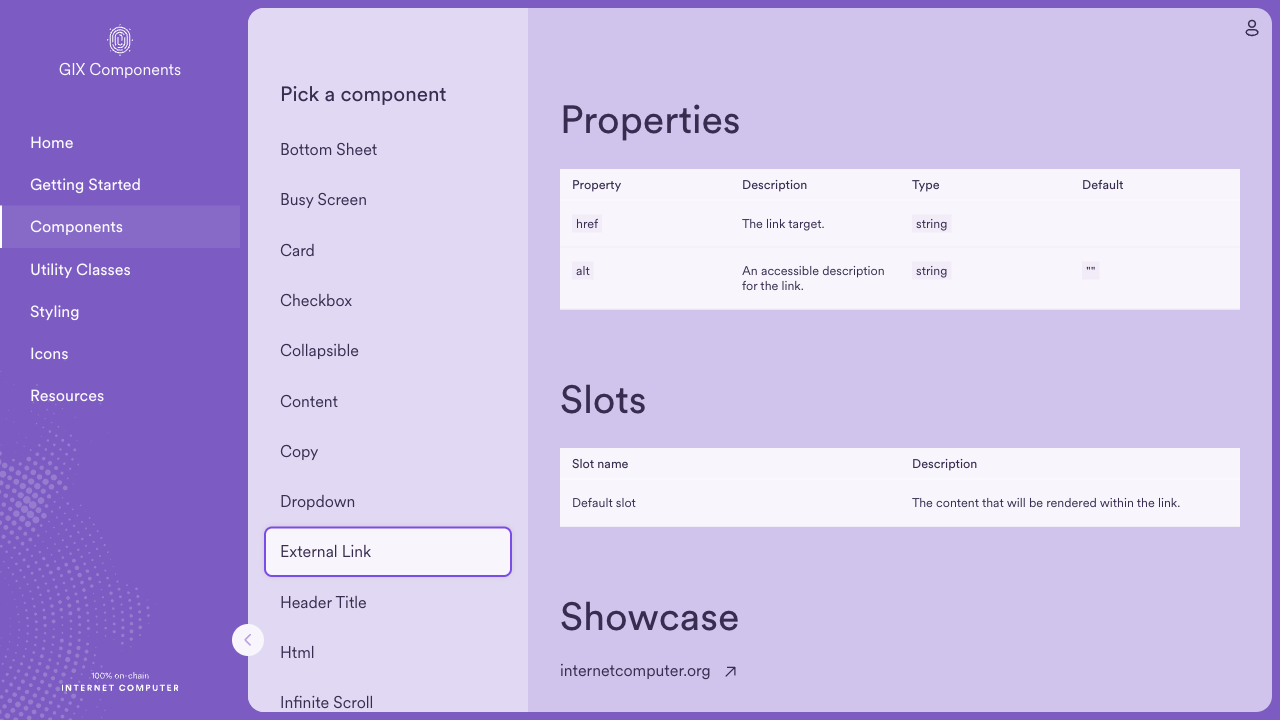 GIX Components
Home
Getting Started
Components
Utility Classes
Styling
Icons
Resources
100% on-chain
INTERNET COMPUTER
Pick a component
Bottom Sheet
Busy Screen
Card
Checkbox
Collapsible
Content
Copy
Dropdown
External Link
Header Title
Html
Infinite Scroll
Properties
Property Description Type Default
href The link target. string
alt An accessible description for the link. string ""
Slots
Slot name Description
Default slot The content that will be rendered within the link.
Showcase
internetcomputer.org